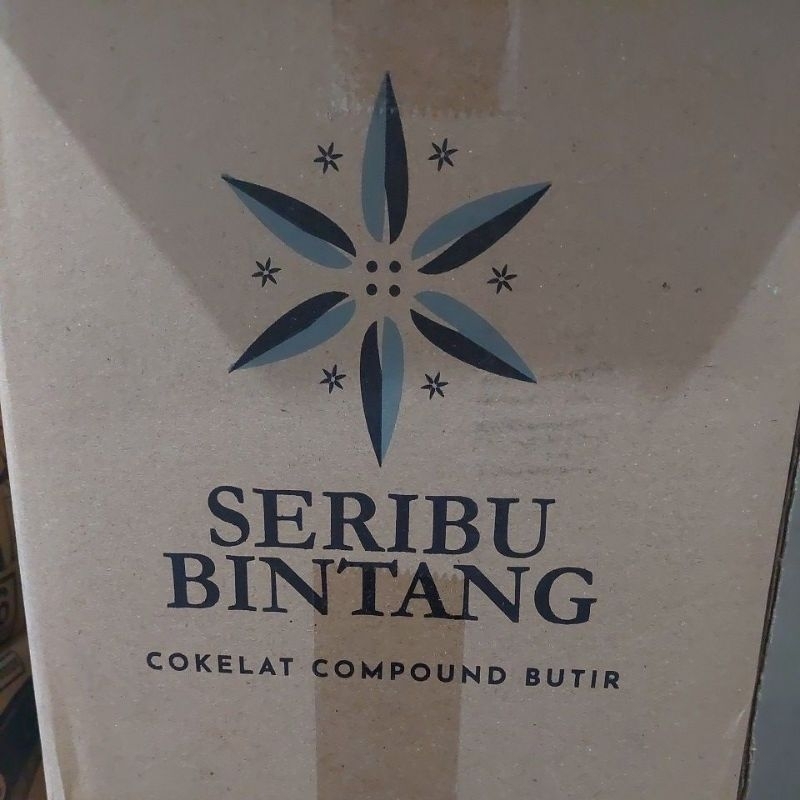 SERIBU
BINTANG
COKELAT COMPOUND BUTIR